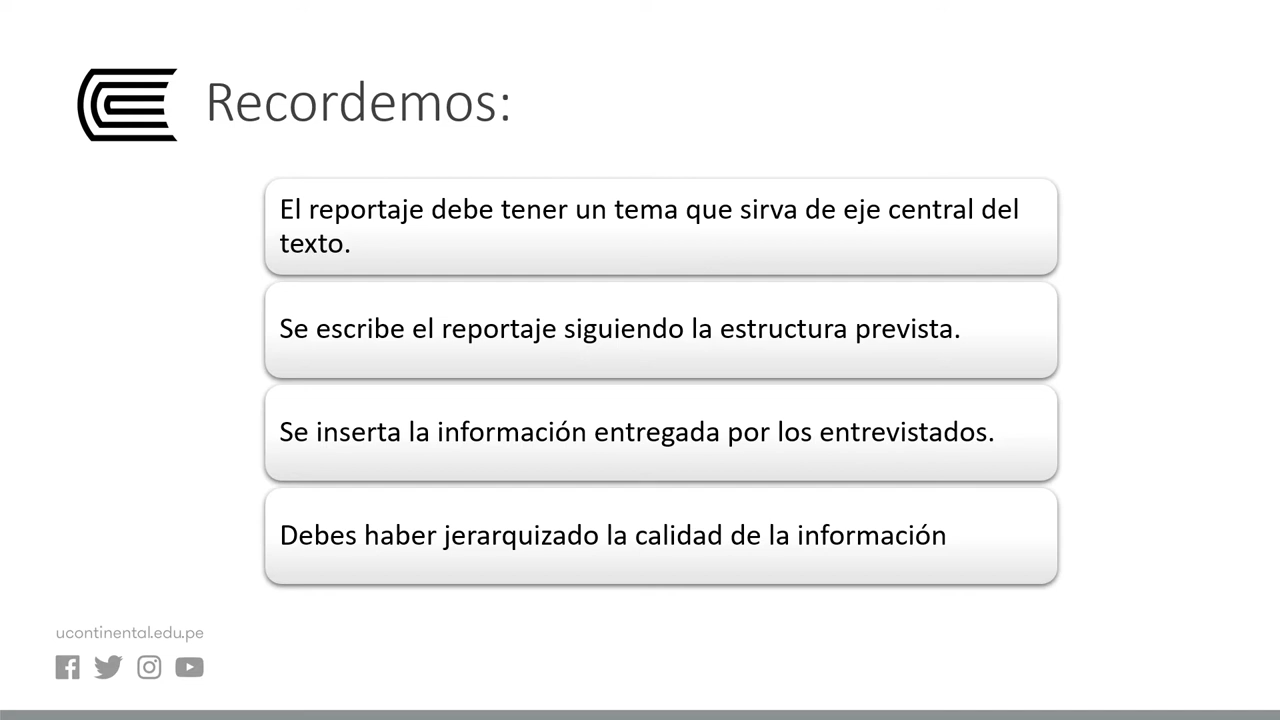 Recordemos:
El reportaje debe tener un tema que sirva de eje central del
texto.
Se escribe el reportaje siguiendo la estructura prevista.
Se inserta la información entregada por los entrevistados.
Debes haber jerarquizado la calidad de la información
ucontinental.edu.pe